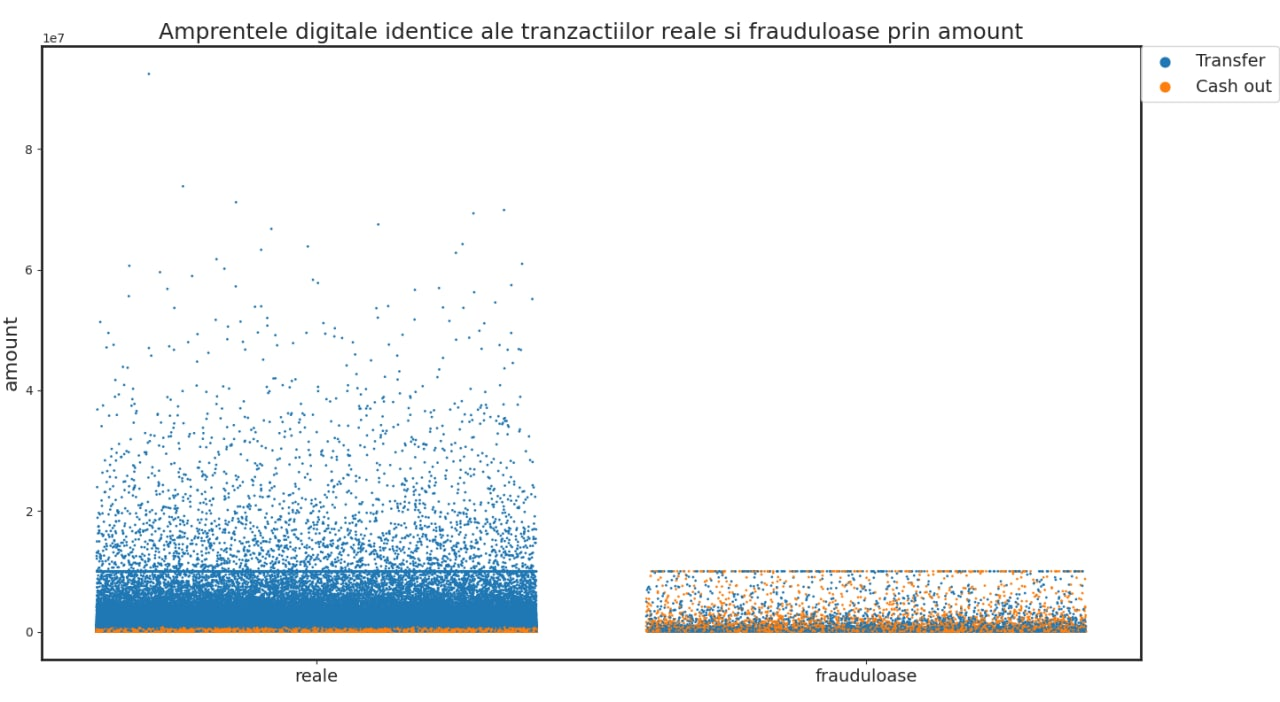 Amprentele digitale identice ale tranzactiilor reale si frauduloase prin amount
1e7
Transfer
Cash out
8
6
4
2
0
amount
reale
frauduloase